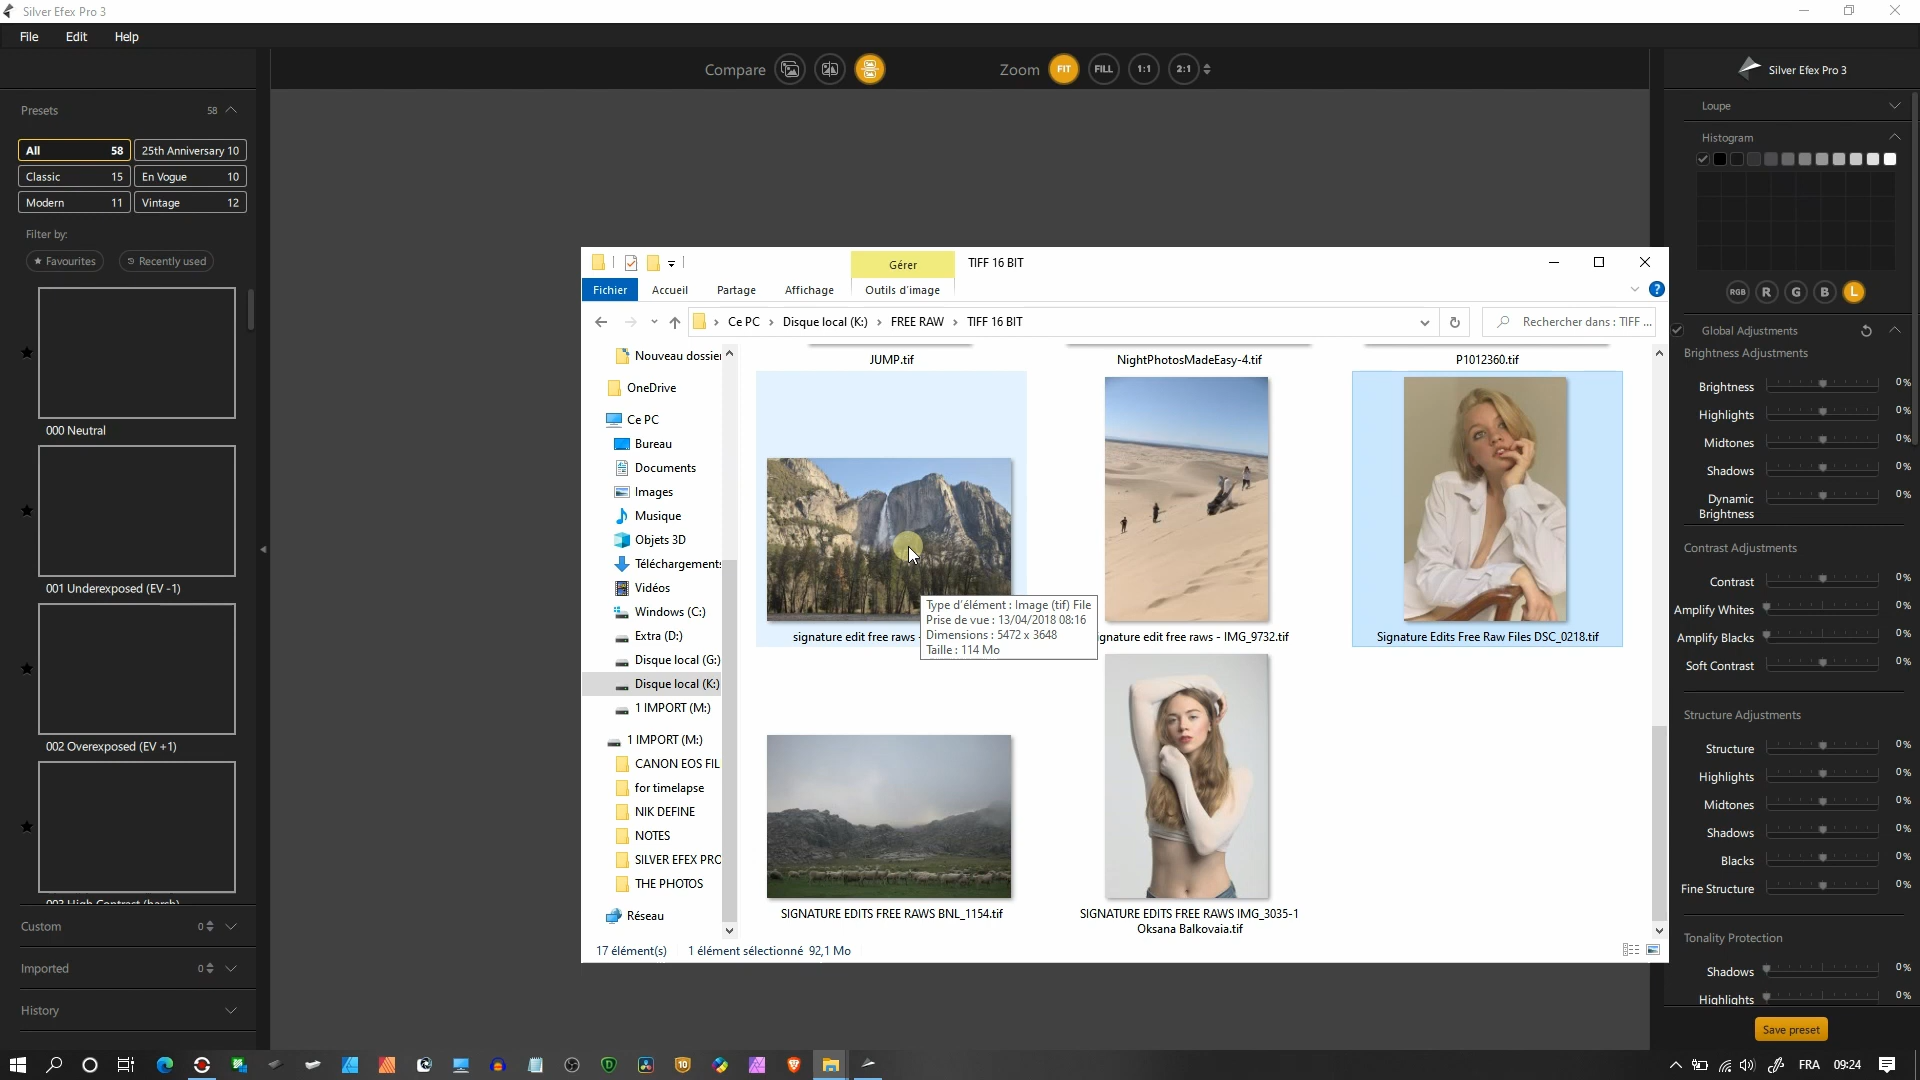 Silver Efex Pro 3
File Edit Help
Compare Zoom FIT FILL 1:1 2:1
Silver Efex Pro 3
Presets 58
All 58 25th Anniversary 10
Classic 15 En Vogue 10
Modern 11 Vintage 12
Filter by:
★ Favourites Recently used
000 Neutral
001 Underexposed (EV -1)
002 Overexposed (EV +1)
003 High Contrast (harsh)
Custom 0
Imported 0
History
Gérer TIFF 16 BIT
Fichier Accueil Partage Affichage Outils d'image
Ce PC › Disque local (K:) › FREE RAW › TIFF 16 BIT
Rechercher dans : TIFF ...
Nouveau dossier
OneDrive
Ce PC
Bureau
Documents
Images
Musique
Objets 3D
Téléchargements
Vidéos
Windows (C:)
Extra (D:)
Disque local (G:)
Disque local (K:)
1 IMPORT (M:)
1 IMPORT (M:)
CANON EOS FIL
for timelapse
NIK DEFINE
NOTES
SILVER EFEX PRO
THE PHOTOS
Réseau
JUMP.tif
NightPhotosMadeEasy-4.tif
P1012360.tif
signature edit free raws -
Type d'élément : Image (tif) File
Prise de vue : 13/04/2018 08:16
Dimensions : 5472 x 3648
Taille : 114 Mo
gnature edit free raws - IMG_9732.tif
Signature Edits Free Raw Files DSC_0218.tif
SIGNATURE EDITS FREE RAWS BNL_1154.tif
SIGNATURE EDITS FREE RAWS IMG_3035-1
Oksana Balkovaia.tif
17 élément(s) 1 élément sélectionné 92,1 Mo
Loupe
Histogram
RGB R G B L
Global Adjustments
Brightness Adjustments
Brightness 0%
Highlights 0%
Midtones 0%
Shadows 0%
Dynamic 0%
Brightness
Contrast Adjustments
Contrast 0%
Amplify Whites 0%
Amplify Blacks 0%
Soft Contrast 0%
Structure Adjustments
Structure 0%
Highlights 0%
Midtones 0%
Shadows 0%
Blacks 0%
Fine Structure 0%
Tonality Protection
Shadows 0%
Highlights 0%
Save preset
FRA 09:24